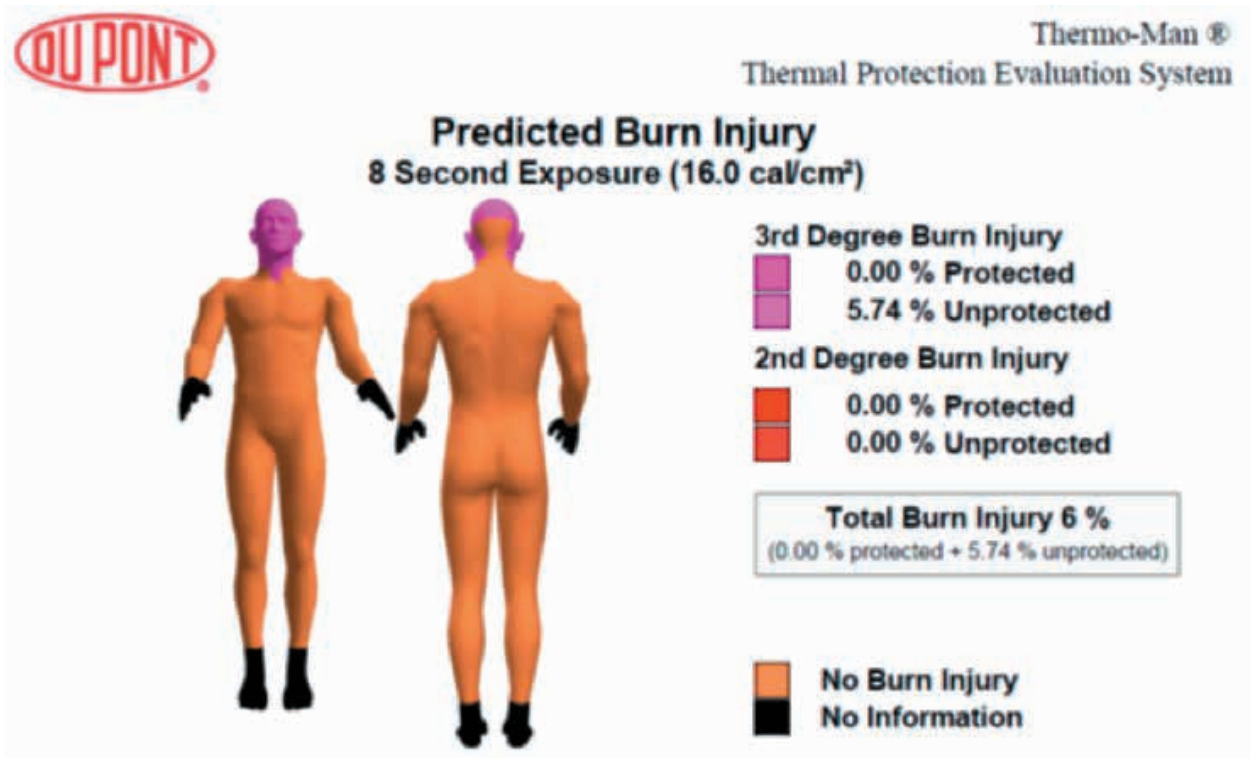 DU PONT®
Thermo-Man ®
Thermal Protection Evaluation System
Predicted Burn Injury
8 Second Exposure (16.0 cal/cm²)
3rd Degree Burn Injury
0.00 % Protected
5.74 % Unprotected
2nd Degree Burn Injury
0.00 % Protected
0.00 % Unprotected
Total Burn Injury 6 %
(0.00 % protected + 5.74 % unprotected)
No Burn Injury
No Information